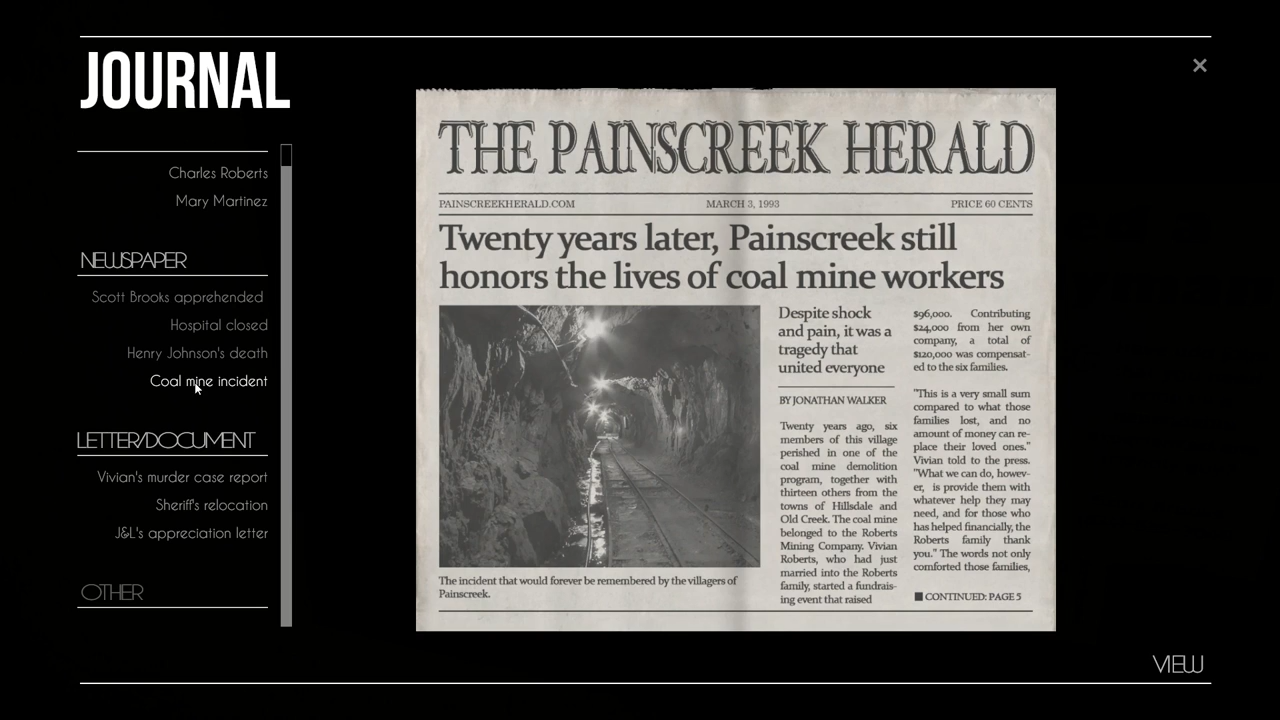 JOURNAL
×
Charles Roberts
Mary Martinez
NEWSPAPER
Scott Brooks apprehended
Hospital closed
Henry Johnson's death
Coal mine incident
LETTER/DOCUMENT
Vivian's murder case report
Sheriff's relocation
J&L's appreciation letter
OTHER
THE PAINSCREEK HERALD
PAINSCREEKHERALD.COM MARCH 3, 1993 PRICE 60 CENTS
Twenty years later, Painscreek still
honors the lives of coal mine workers
The incident that would forever be remembered by the villagers of
Painscreek.
Despite shock
and pain, it was a
tragedy that
united everyone
BY JONATHAN WALKER
Twenty years ago, six
members of this village
perished in one of the
coal mine demolition
program, together with
thirteen others from the
towns of Hillsdale and
Old Creek. The coal mine
belonged to the Roberts
Mining Company. Vivian
Roberts, who had just
married into the Roberts
family, started a fundrais-
ing event that raised
$96,000. Contributing
$24,000 from her own
company, a total of
$120,000 was compensat-
ed to the six families.
"This is a very small sum
compared to what those
families lost, and no
amount of money can re-
place their loved ones."
Vivian told to the press.
"What we can do, howev-
er, is provide them with
whatever help they may
need, and for those who
has helped financially, the
Roberts family thank
you." The words not only
comforted those families,
■ CONTINUED: PAGE 5
VIEW